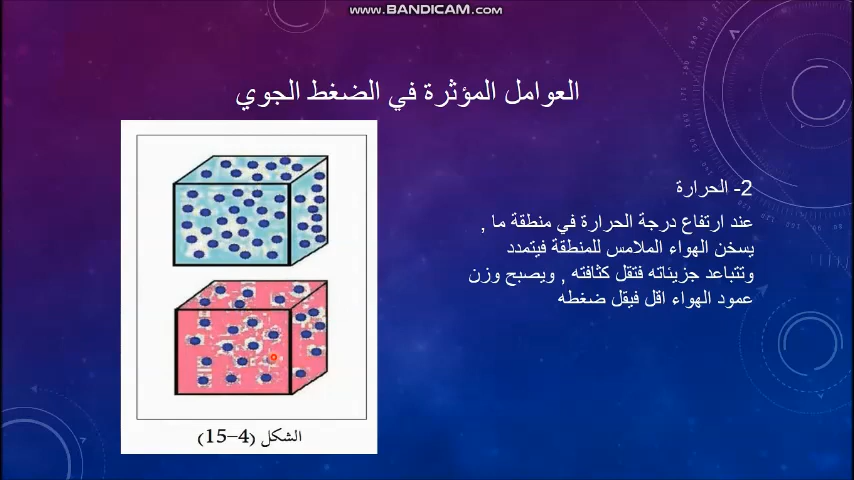 WWW.BANDICAM.COM
العوامل المؤثرة في الضغط الجوي
2- الحرارة
عند ارتفاع درجة الحرارة في منطقة ما ,
يسخن الهواء الملامس للمنطقة فيتمدد
وتتباعد جزيئاته فتقل كثافته , ويصبح وزن
عمود الهواء اقل فيقل ضغطه
الشكل (4-15)